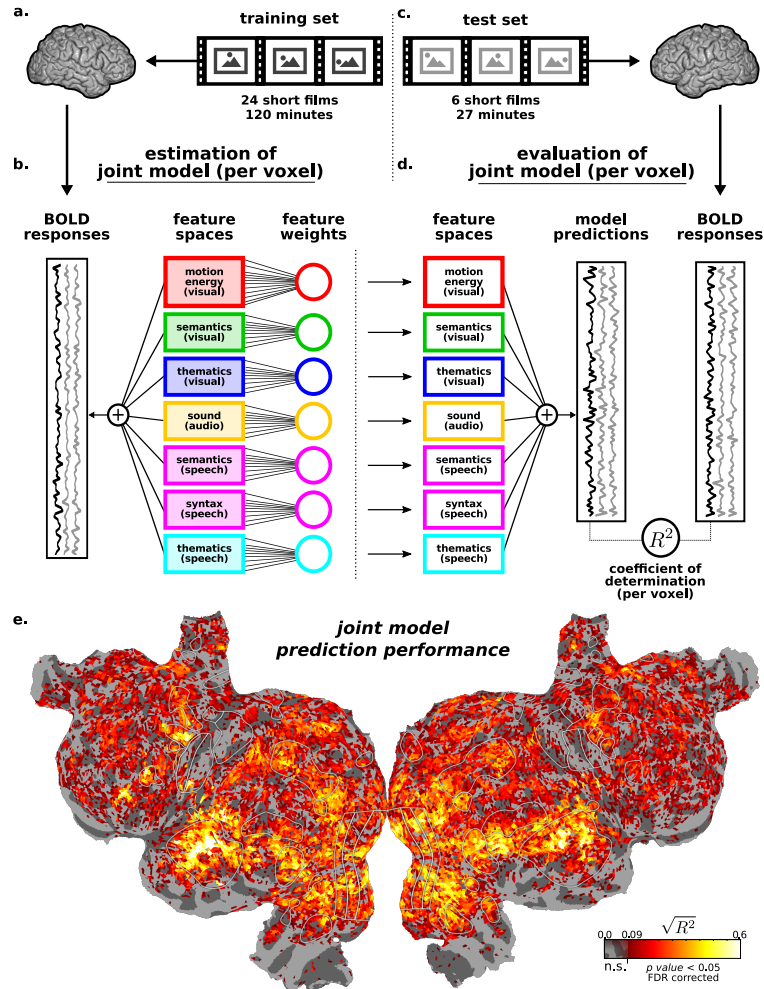 a.
training set
c.
test set
24 short films
120 minutes
6 short films
27 minutes
b.
estimation of
joint model (per voxel)
d.
evaluation of
joint model (per voxel)
BOLD
responses
feature
spaces
feature
weights
feature
spaces
model
predictions
BOLD
responses
motion
energy
(visual)
semantics
(visual)
thematics
(visual)
sound
(audio)
semantics
(speech)
syntax
(speech)
thematics
(speech)
+
motion
energy
(visual)
semantics
(visual)
thematics
(visual)
sound
(audio)
semantics
(speech)
syntax
(speech)
thematics
(speech)
+
R²
coefficient of
determination
(per voxel)
e.
joint model
prediction performance
√R²
0.0 0.09 0.6
n.s. p value < 0.05
FDR corrected